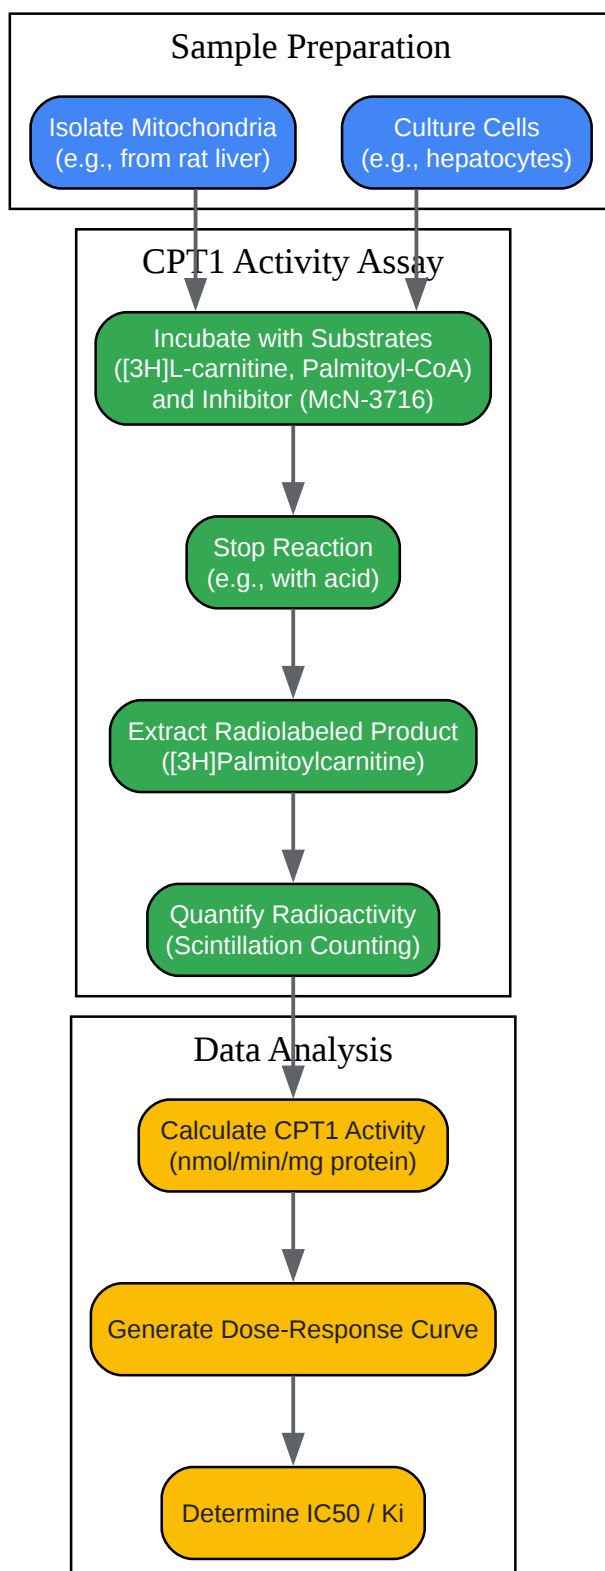 Sample Preparation
Isolate Mitochondria
(e.g., from rat liver)
Culture Cells
(e.g., hepatocytes)
CPT1 Activity Assay
Incubate with Substrates
([3H]L-carnitine, Palmitoyl-CoA)
and Inhibitor (McN-3716)
Stop Reaction
(e.g., with acid)
Extract Radiolabeled Product
([3H]Palmitoylcarnitine)
Quantify Radioactivity
(Scintillation Counting)
Data Analysis
Calculate CPT1 Activity
(nmol/min/mg protein)
Generate Dose-Response Curve
Determine IC50 / Ki